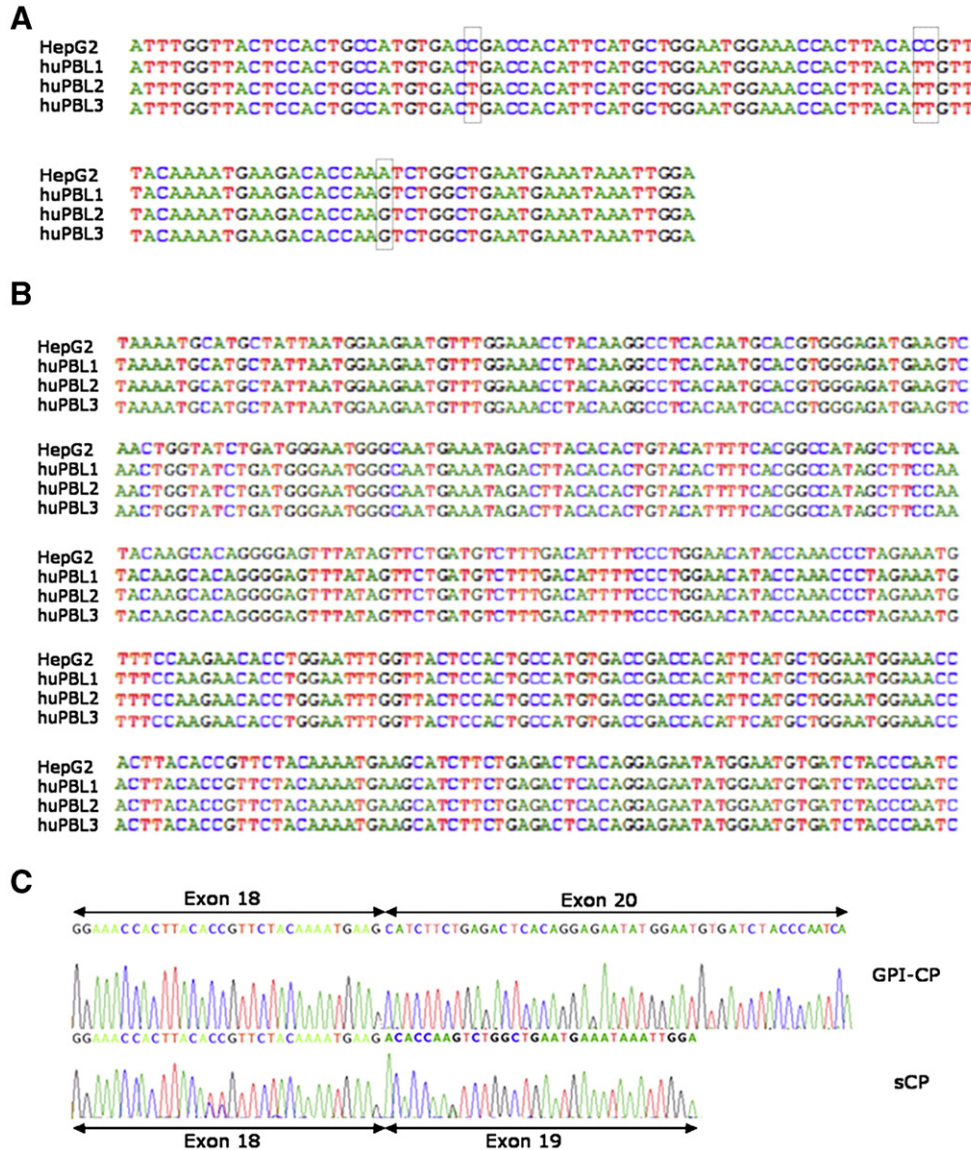 A
HepG2 ATTTGGTTACTCCACTGCCATGTGACCGACCACATTCATGCTGGAATGGAAACCACTTACACCGTT
huPBL1 ATTTGGTTACTCCACTGCCATGTGACTGACCACATTCATGCTGGAATGGAAACCACTTACATTGTT
huPBL2 ATTTGGTTACTCCACTGCCATGTGACTGACCACATTCATGCTGGAATGGAAACCACTTACATTGTT
huPBL3 ATTTGGTTACTCCACTGCCATGTGACTGACCACATTCATGCTGGAATGGAAACCACTTACATTGTT
HepG2 TACAAAATGAAGACACCAAATCTGGCTGAATGAAATAAATTGGA
huPBL1 TACAAAATGAAGACACCAAGTCTGGCTGAATGAAATAAATTGGA
huPBL2 TACAAAATGAAGACACCAAGTCTGGCTGAATGAAATAAATTGGA
huPBL3 TACAAAATGAAGACACCAAGTCTGGCTGAATGAAATAAATTGGA
B
HepG2 TAAAATGCATGCTATTAATGGAAGAATGTTTGGAAACCTACAAGGCCTCACAATGCACGTGGGAGATGAAGTC
huPBL1 TAAAATGCATGCTATTAATGGAAGAATGTTTGGAAACCTACAAGGCCTCACAATGCACGTGGGAGATGAAGTC
huPBL2 TAAAATGCATGCTATTAATGGAAGAATGTTTGGAAACCTACAAGGCCTCACAATGCACGTGGGAGATGAAGTC
huPBL3 TAAAATGCATGCTATTAATGGAAGAATGTTTGGAAACCTACAAGGCCTCACAATGCACGTGGGAGATGAAGTC
HepG2 AACTGGTATCTGATGGGAATGGGCAATGAAATAGACTTACACACTGTACATTTTCACGGCCATAGCTTCCAA
huPBL1 AACTGGTATCTGATGGGAATGGGCAATGAAATAGACTTACACACTGTACACTTTCACGGCCATAGCTTCCAA
huPBL2 AACTGGTATCTGATGGGAATGGGCAATGAAATAGACTTACACACTGTACATTTTCACGGCCATAGCTTCCAA
huPBL3 AACTGGTATCTGATGGGAATGGGCAATGAAATAGACTTACACACTGTACATTTTCACGGCCATAGCTTCCAA
HepG2 TACAAGCACAGGGGAGTTTATAGTTCTGATGTCTTTGACATTTTCCCTGGAACATACCAAACCCTAGAAATG
huPBL1 TACAAGCACAGGGGAGTTTATAGTTCTGATGTCTTTGACATTTTCCCTGGAACATACCAAACCCTAGAAATG
huPBL2 TACAAGCACAGGGGAGTTTATAGTTCTGATGTCTTTGACATTTTCCCTGGAACATACCAAACCCTAGAAATG
huPBL3 TACAAGCACAGGGGAGTTTATAGTTCTGATGTCTTTGACATTTTCCCTGGAACATACCAAACCCTAGAAATG
HepG2 TTTCCAAGAACACCTGGAATTTGGTTACTCCACTGCCATGTGACCGACCACATTCATGCTGGAATGGAAACC
huPBL1 TTTCCAAGAACACCTGGAATTTGGTTACTCCACTGCCATGTGACCGACCACATTCATGCTGGAATGGAAACC
huPBL2 TTTCCAAGAACACCTGGAATTTGGTTACTCCACTGCCATGTGACCGACCACATTCATGCTGGAATGGAAACC
huPBL3 TTTCCAAGAACACCTGGAATTTGGTTACTCCACTGCCATGTGACCGACCACATTCATGCTGGAATGGAAACC
HepG2 ACTTACACCGTTCTACAAAATGAAGCATCTTCTGAGACTCACAGGAGAATATGGAATGTGATCTACCCAATC
huPBL1 ACTTACACCGTTCTACAAAATGAAGCATCTTCTGAGACTCACAGGAGAATATGGAATGTGATCTACCCAATC
huPBL2 ACTTACACCGTTCTACAAAATGAAGCATCTTCTGAGACTCACAGGAGAATATGGAATGTGATCTACCCAATC
huPBL3 ACTTACACCGTTCTACAAAATGAAGCATCTTCTGAGACTCACAGGAGAATATGGAATGTGATCTACCCAATC
C
Exon 18 Exon 20
GGAAACCACTTACACCGTTCTACAAAATGAAGCATCTTCTGAGACTCACAGGAGAATATGGAATGTGATCTACCCAATCA
GPI-CP
GGAAACCACTTACACCGTTCTACAAAATGAAGACACCAAGTCTGGCTGAATGAAATAAATTGGA
sCP
Exon 18 Exon 19